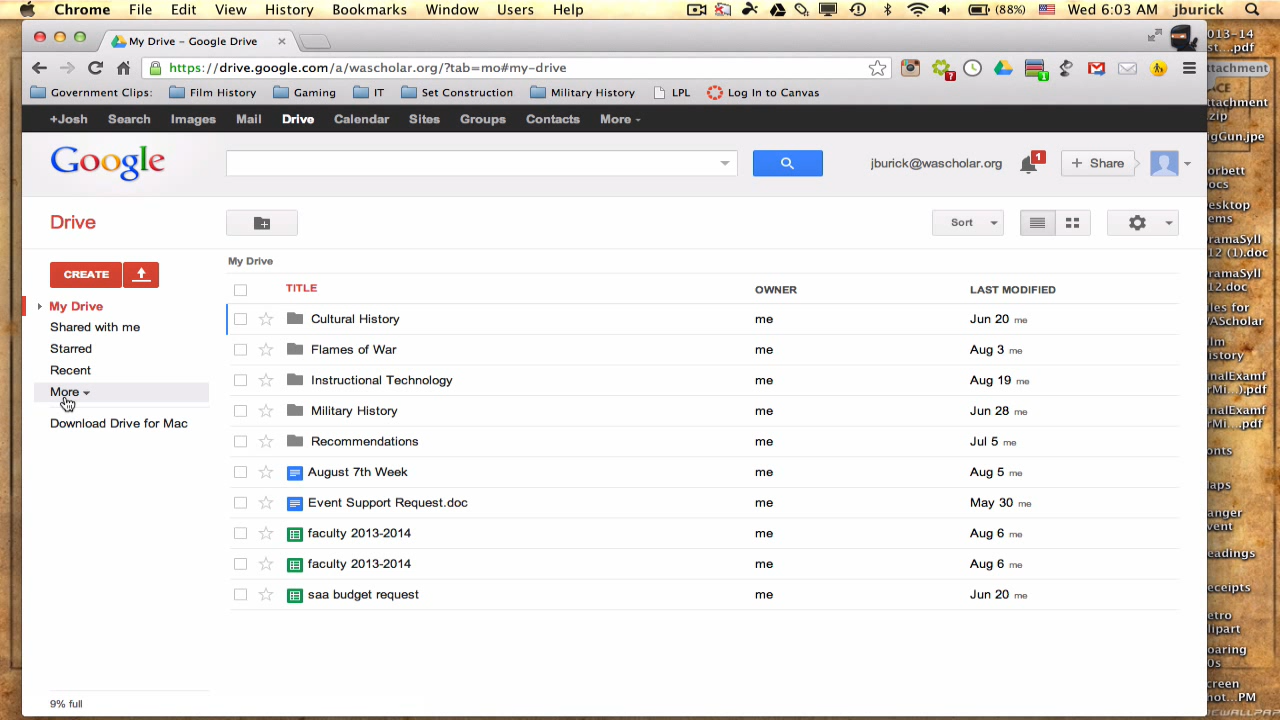 Chrome File Edit View History Bookmarks Window Users Help (88%) Wed 6:03 AM jburick
My Drive – Google Drive
https://drive.google.com/a/wascholar.org/?tab=mo#my-drive
Government Clips: Film History Gaming IT Set Construction Military History LPL Log In to Canvas
+Josh Search Images Mail Drive Calendar Sites Groups Contacts More
Google jburick@wascholar.org 1 + Share
Drive Sort
CREATE
My Drive
Shared with me
Starred
Recent
More
Download Drive for Mac
9% full
My Drive
TITLE OWNER LAST MODIFIED
Cultural History me Jun 20 me
Flames of War me Aug 3 me
Instructional Technology me Aug 19 me
Military History me Jun 28 me
Recommendations me Jul 5 me
August 7th Week me Aug 5 me
Event Support Request.doc me May 30 me
faculty 2013-2014 me Aug 6 me
faculty 2013-2014 me Aug 6 me
saa budget request me Jun 20 me